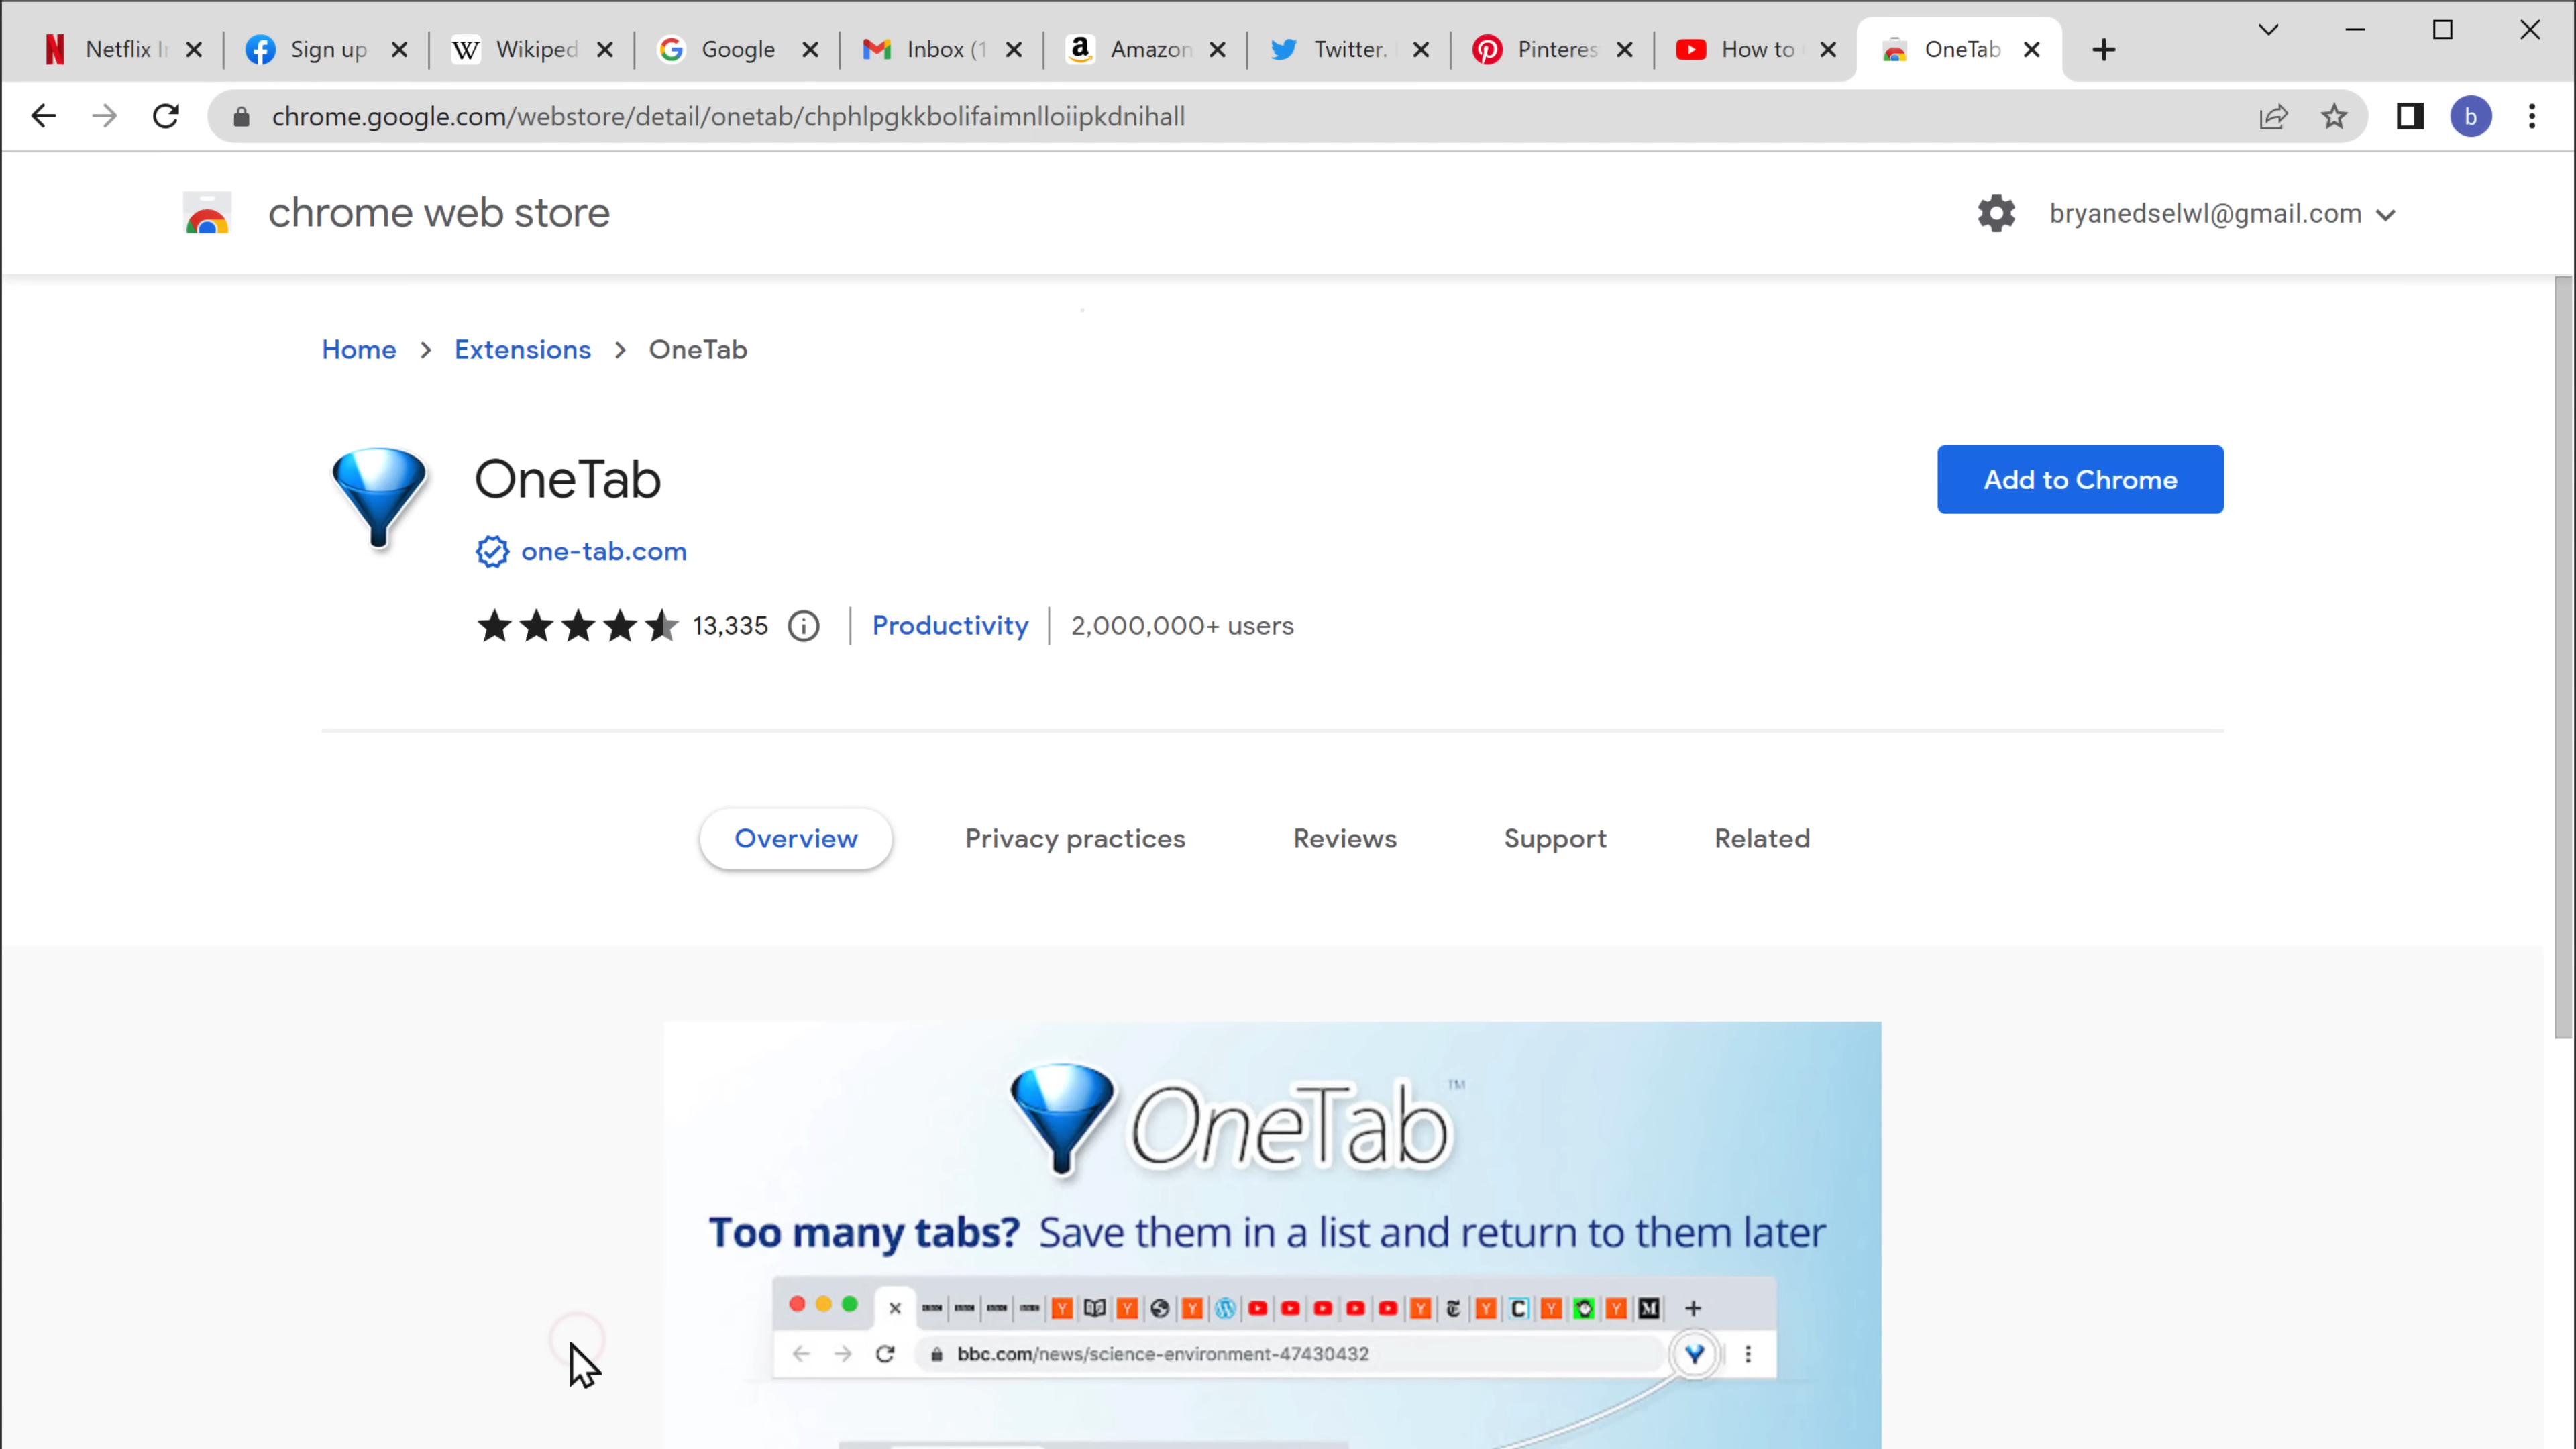 Netflix Ir Sign up Wikiped Google Inbox (1 Amazon Twitter. Pinteres How to OneTab
chrome.google.com/webstore/detail/onetab/chphlpgkkbolifaimnlloiipkdnihall b
chrome web store bryanedselwl@gmail.com
Home > Extensions > OneTab
OneTab Add to Chrome
one-tab.com
13,335 Productivity 2,000,000+ users
Overview Privacy practices Reviews Support Related
OneTab™
Too many tabs? Save them in a list and return to them later
bbc.com/news/science-environment-47430432